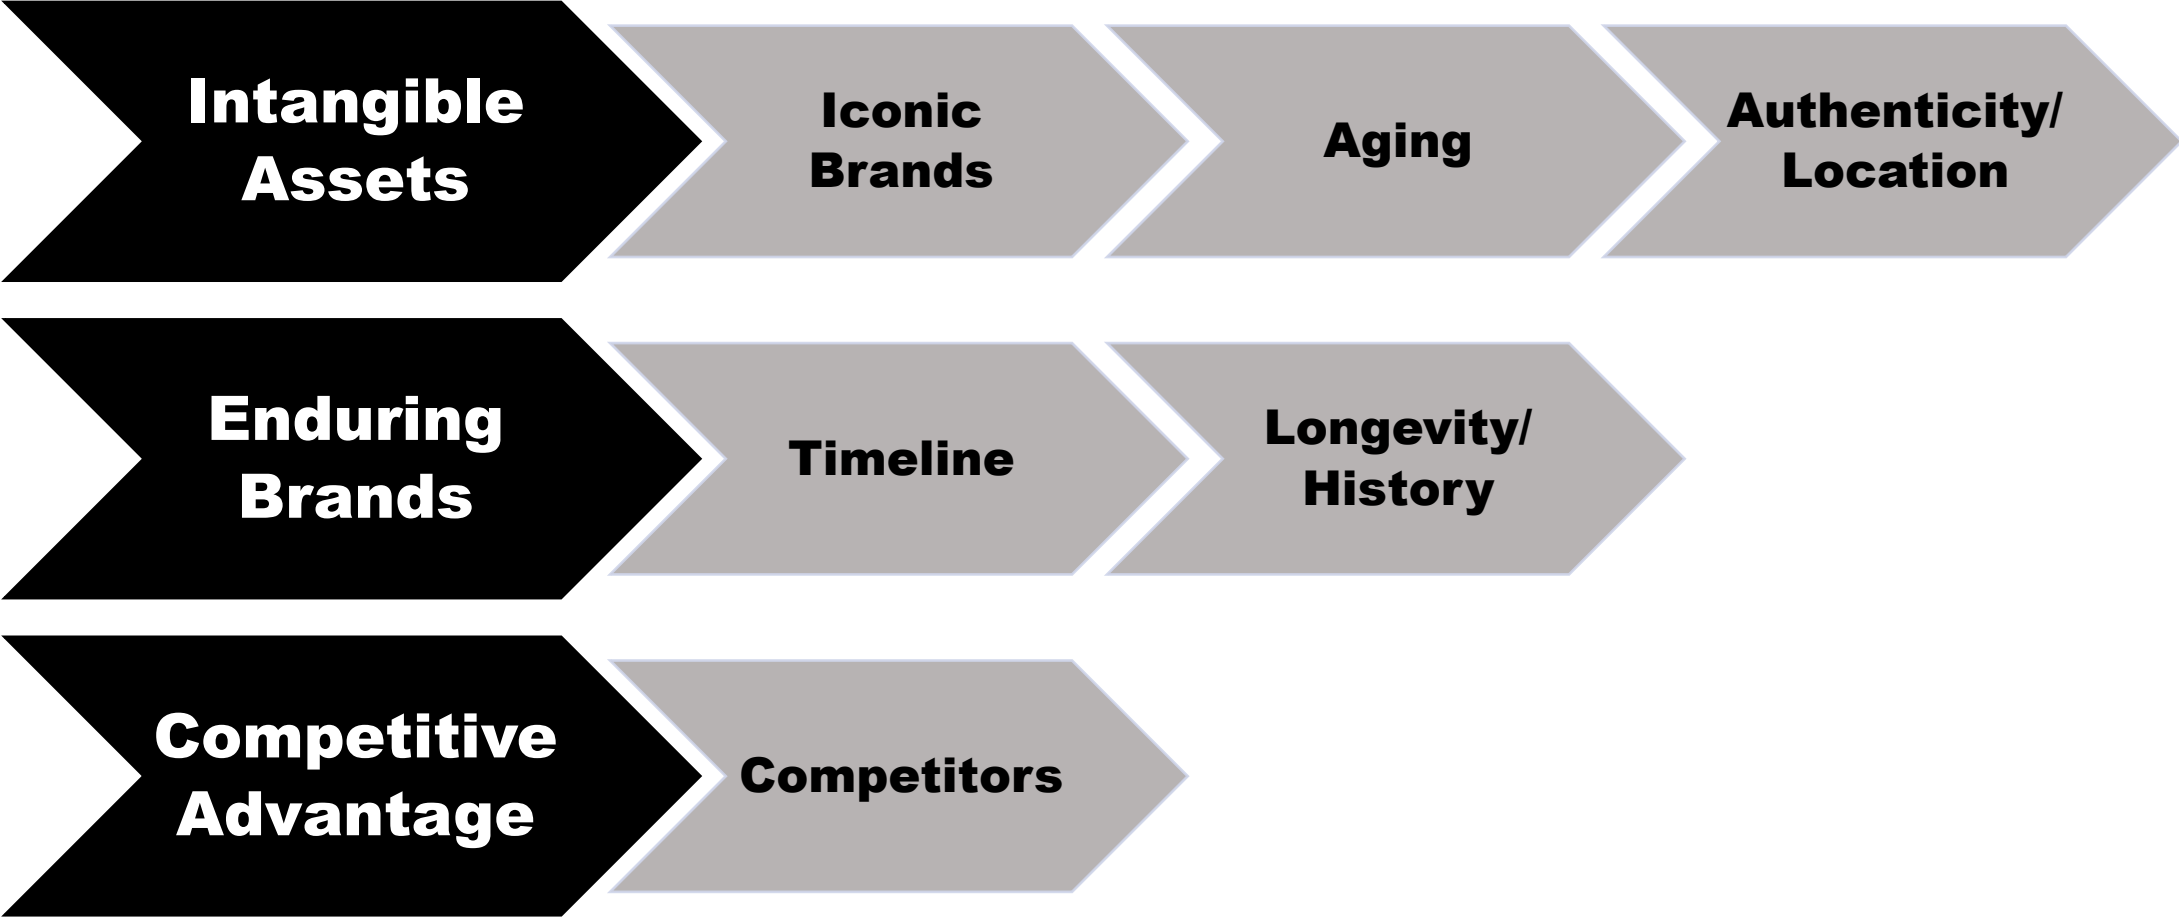 Intangible
Assets
Iconic
Brands
Aging
Authenticity/
Location
Enduring
Brands
Timeline
Longevity/
History
Competitive
Advantage
Competitors